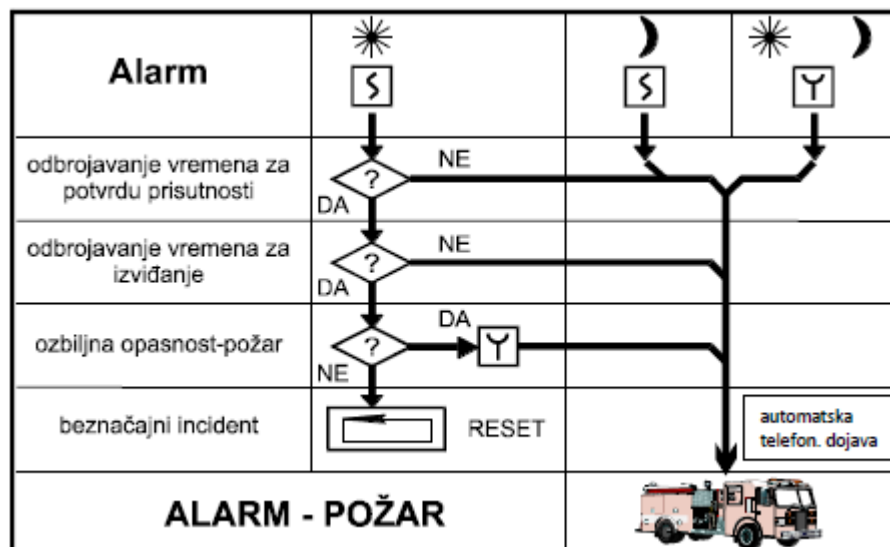 Alarm
odbrojavanje vremena za
potvrdu prisutnosti
?
NE
DA
odbrojavanje vremena za
izviđanje
?
NE
DA
ozbiljna opasnost-požar
?
DA
NE
beznačajni incident
RESET
automatska
telefon. dojava
ALARM - POŽAR